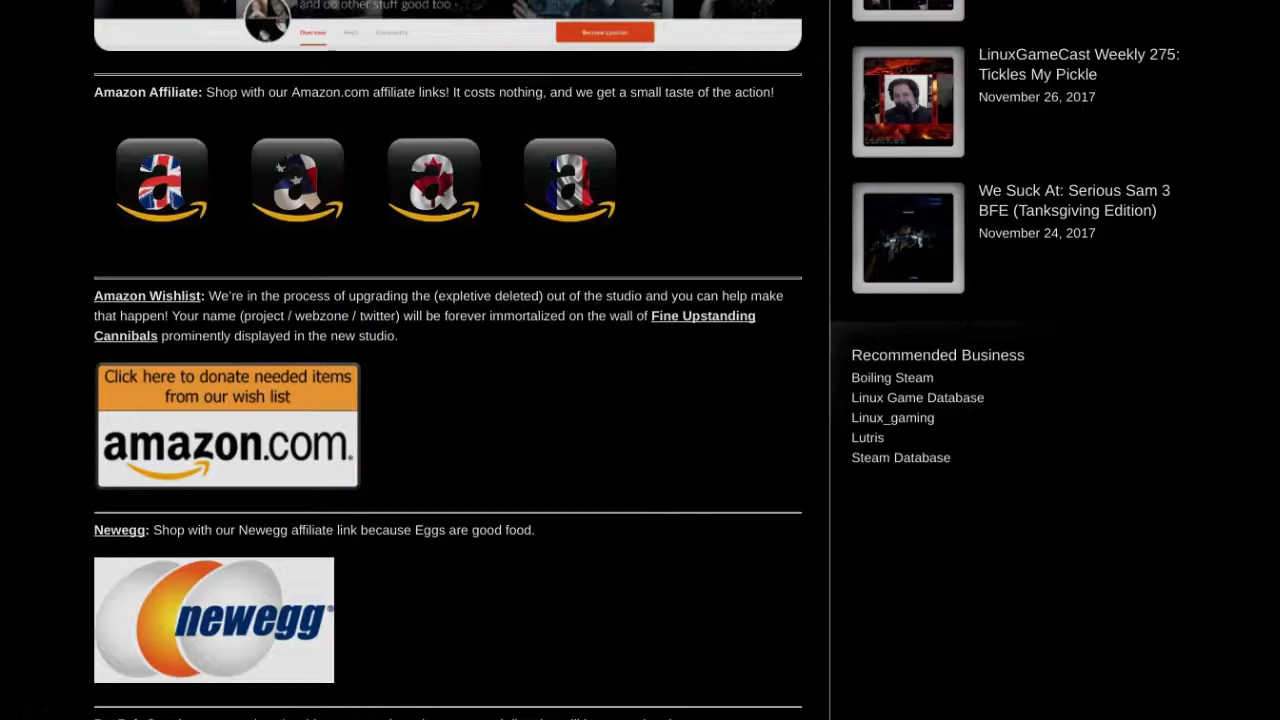 and do other stuff good too
Overview
Become a patron
Amazon Affiliate: Shop with our Amazon.com affiliate links! It costs nothing, and we get a small taste of the action!
a a a a
Amazon Wishlist: We're in the process of upgrading the (expletive deleted) out of the studio and you can help make
that happen! Your name (project / webzone / twitter) will be forever immortalized on the wall of Fine Upstanding
Cannibals prominently displayed in the new studio.
Click here to donate needed items
from our wish list
amazon.com.
Newegg: Shop with our Newegg affiliate link because Eggs are good food.
newegg®
LinuxGameCast Weekly 275:
Tickles My Pickle
November 26, 2017
We Suck At: Serious Sam 3
BFE (Tanksgiving Edition)
November 24, 2017
Recommended Business
Boiling Steam
Linux Game Database
Linux_gaming
Lutris
Steam Database